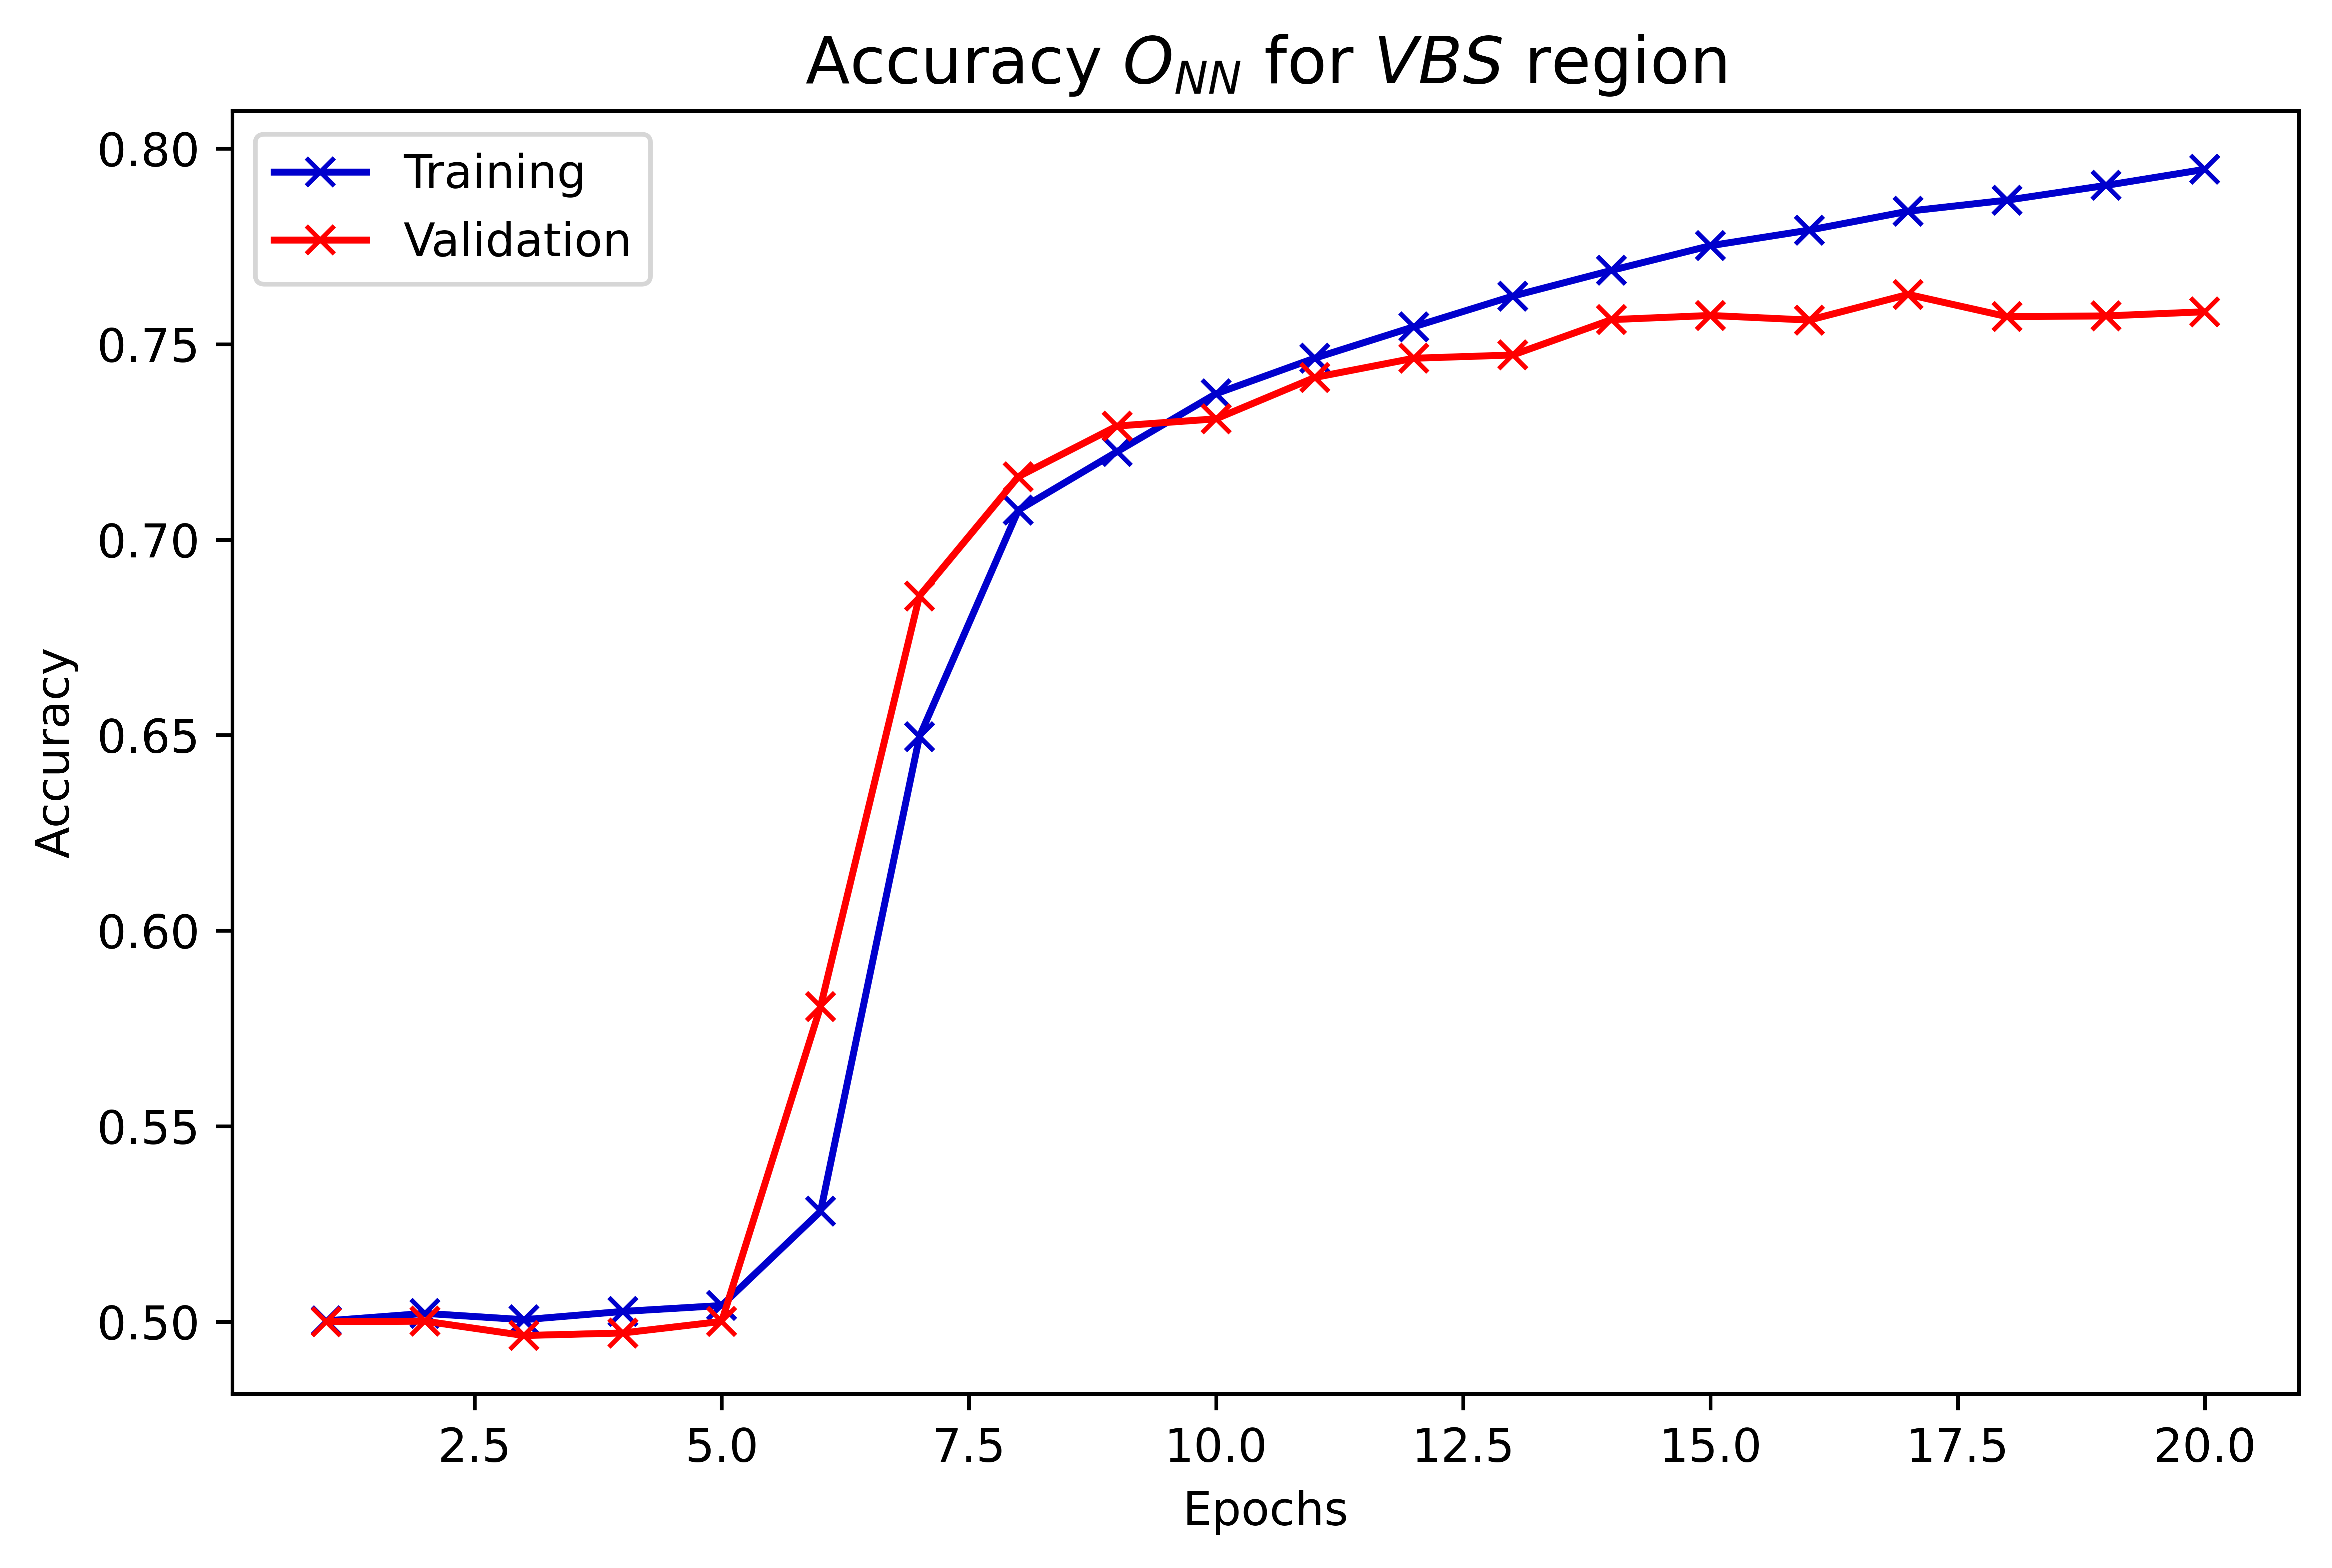 Accuracy O_NN for VBS region
Training
Validation
Accuracy
0.80
0.75
0.70
0.65
0.60
0.55
0.50
2.5 5.0 7.5 10.0 12.5 15.0 17.5 20.0
Epochs